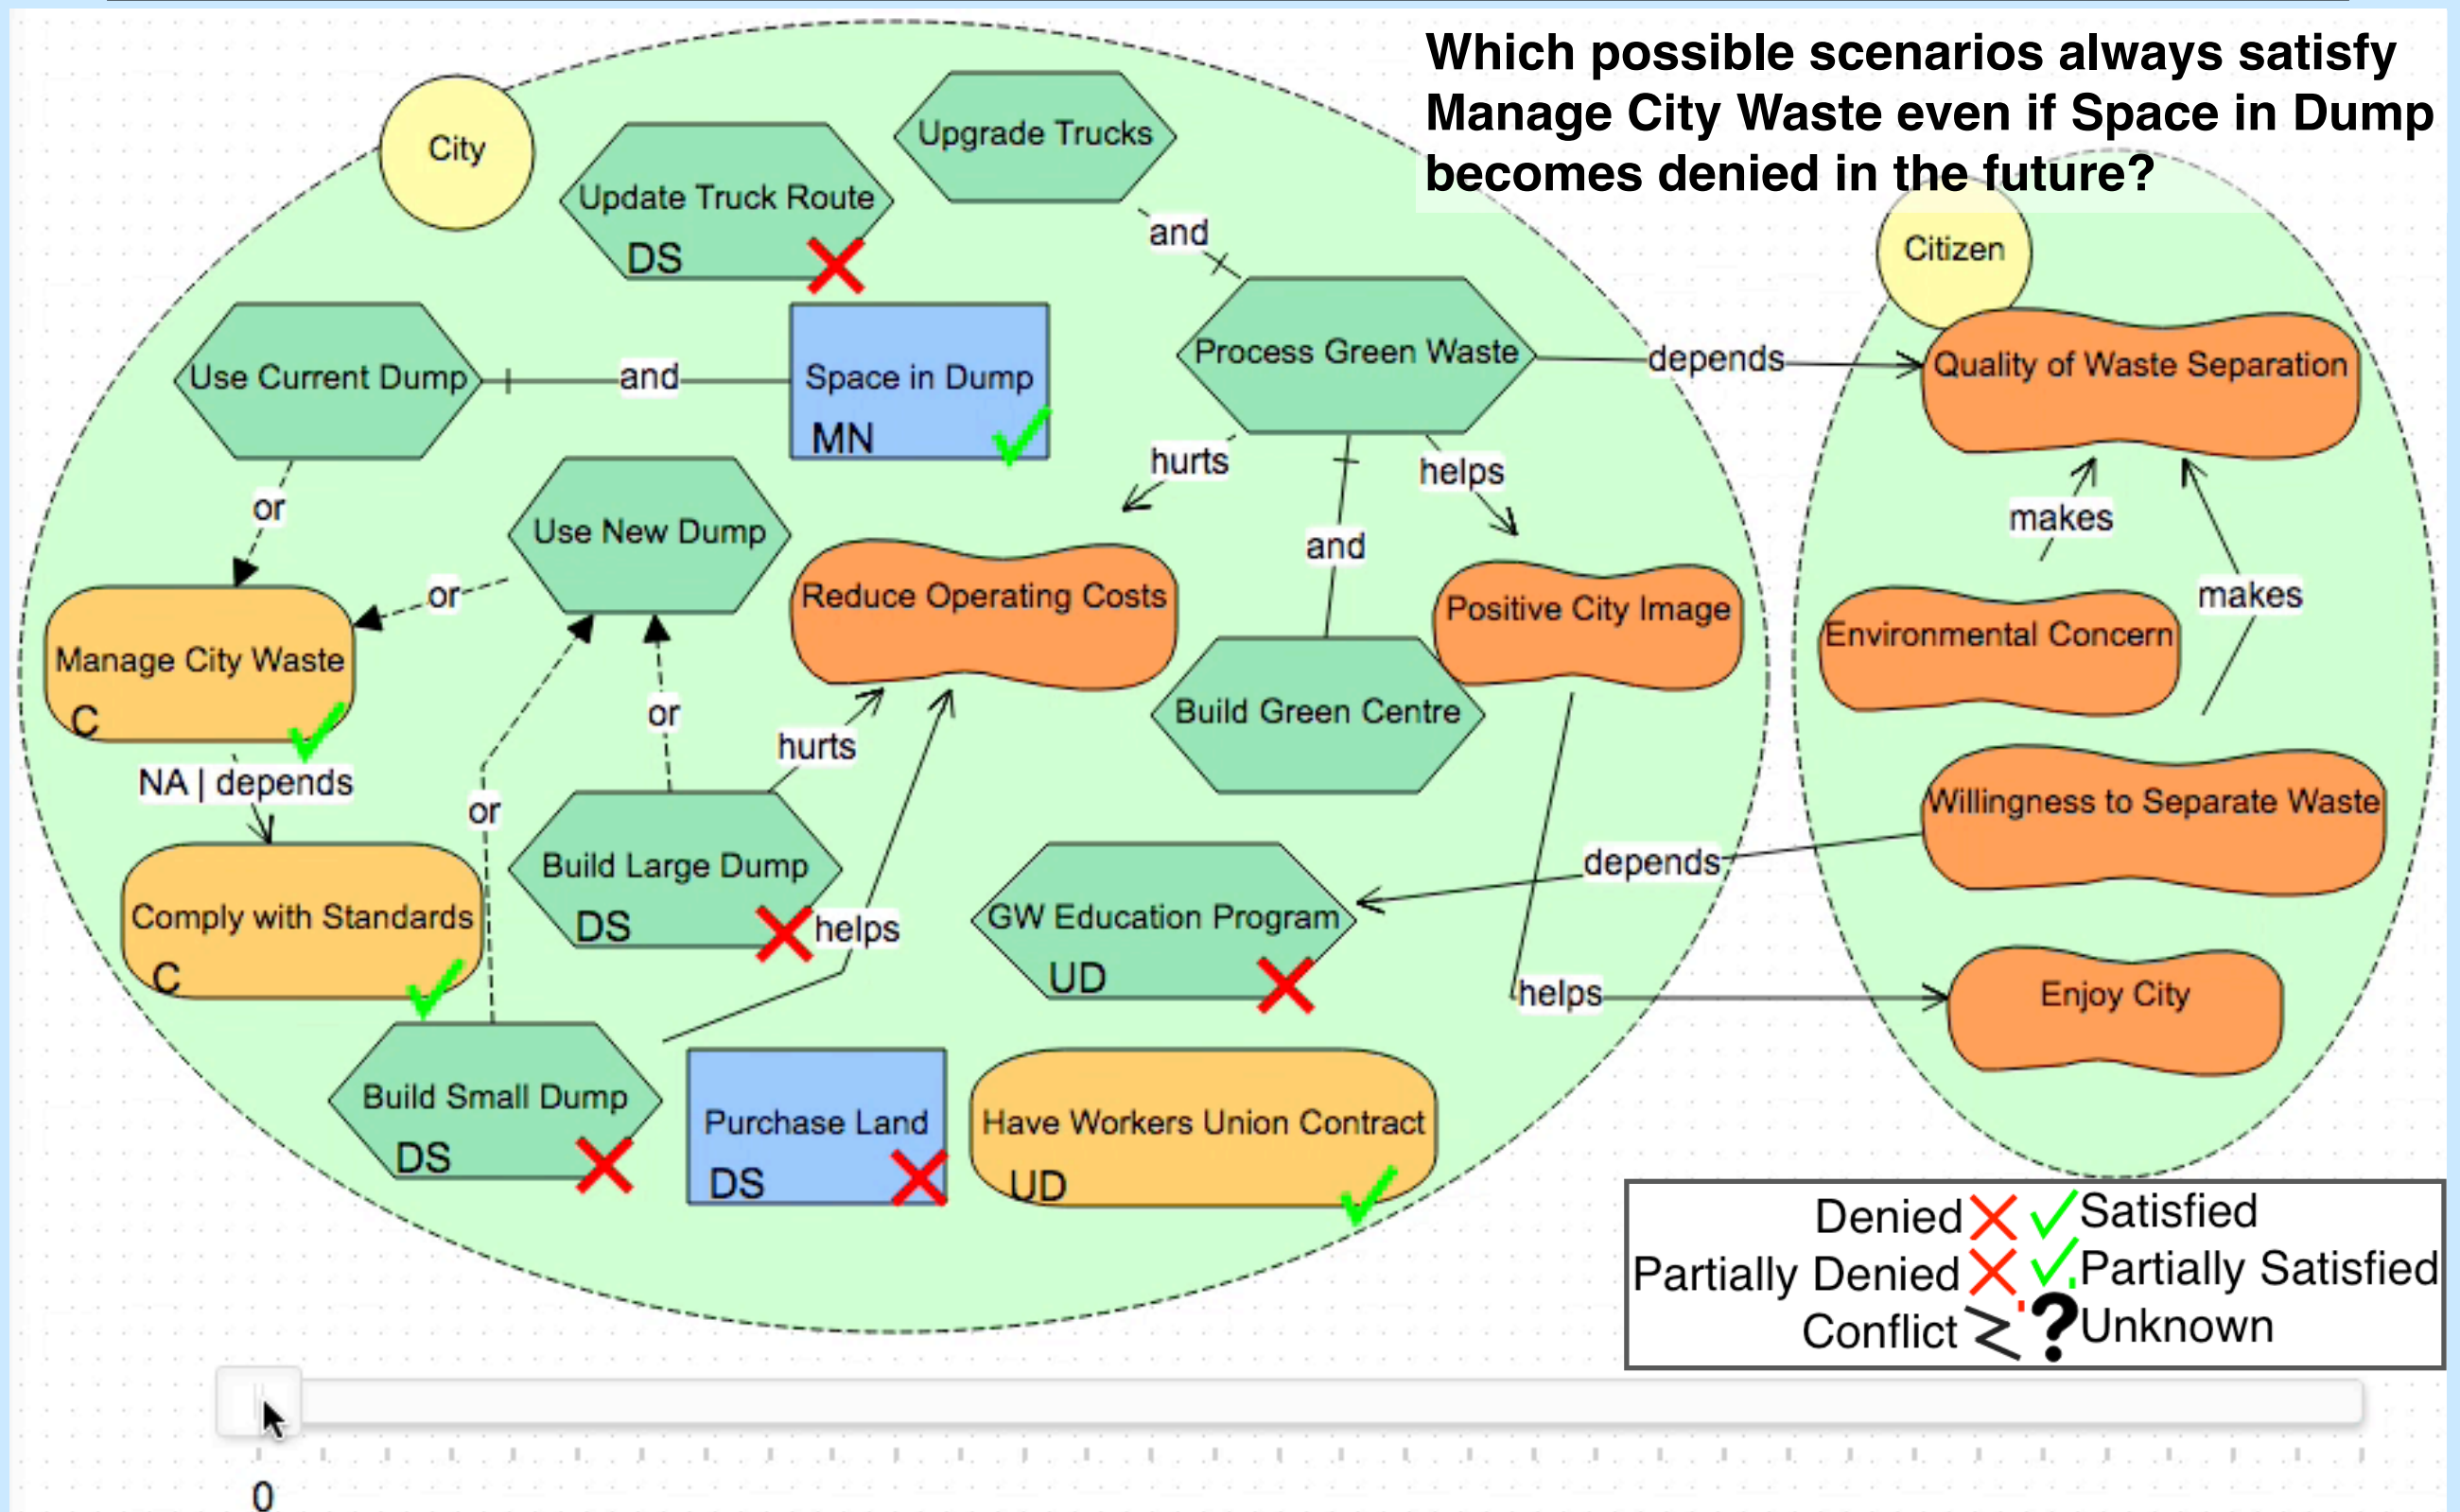 Which possible scenarios always satisfy
Manage City Waste even if Space in Dump
becomes denied in the future?
City
Upgrade Trucks
Update Truck Route
DS
and
Citizen
Use Current Dump
and
Space in Dump
MN
Process Green Waste
depends
Quality of Waste Separation
hurts
helps
or
makes
Use New Dump
and
or
Reduce Operating Costs
Positive City Image
makes
Environmental Concern
Manage City Waste
C
or
Build Green Centre
hurts
NA | depends
or
Build Large Dump
DS
Willingness to Separate Waste
depends
Comply with Standards
C
helps
GW Education Program
UD
helps
Enjoy City
Build Small Dump
DS
Purchase Land
DS
Have Workers Union Contract
UD
Denied Satisfied
Partially Denied Partially Satisfied
Conflict Unknown
0